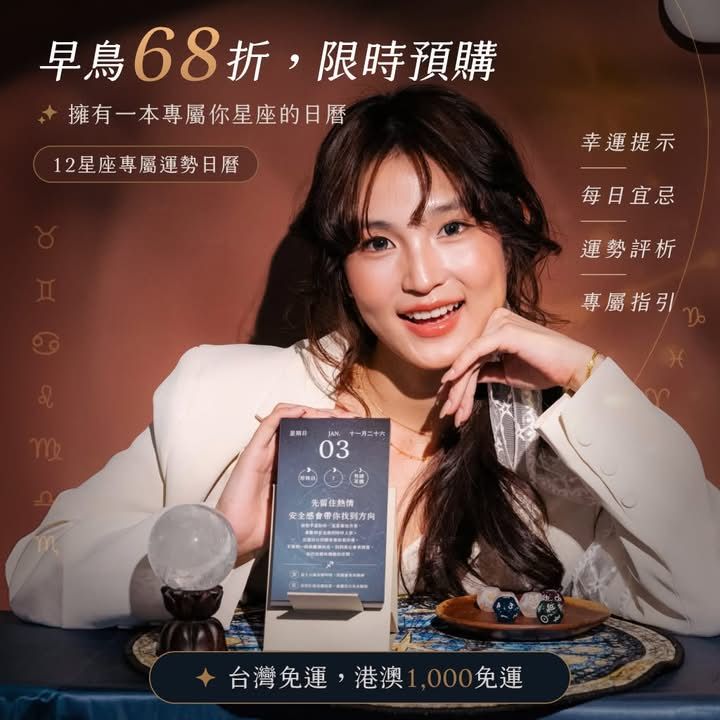 早鳥68折，限時預購
擁有一本專屬你星座的日曆
12星座專屬運勢日曆
幸運提示
每日宜忌
運勢評析
專屬指引
星期日 JAN. 十一月二十六
03
先留住熱情
安全感會帶你找到方向
台灣免運，港澳1,000免運